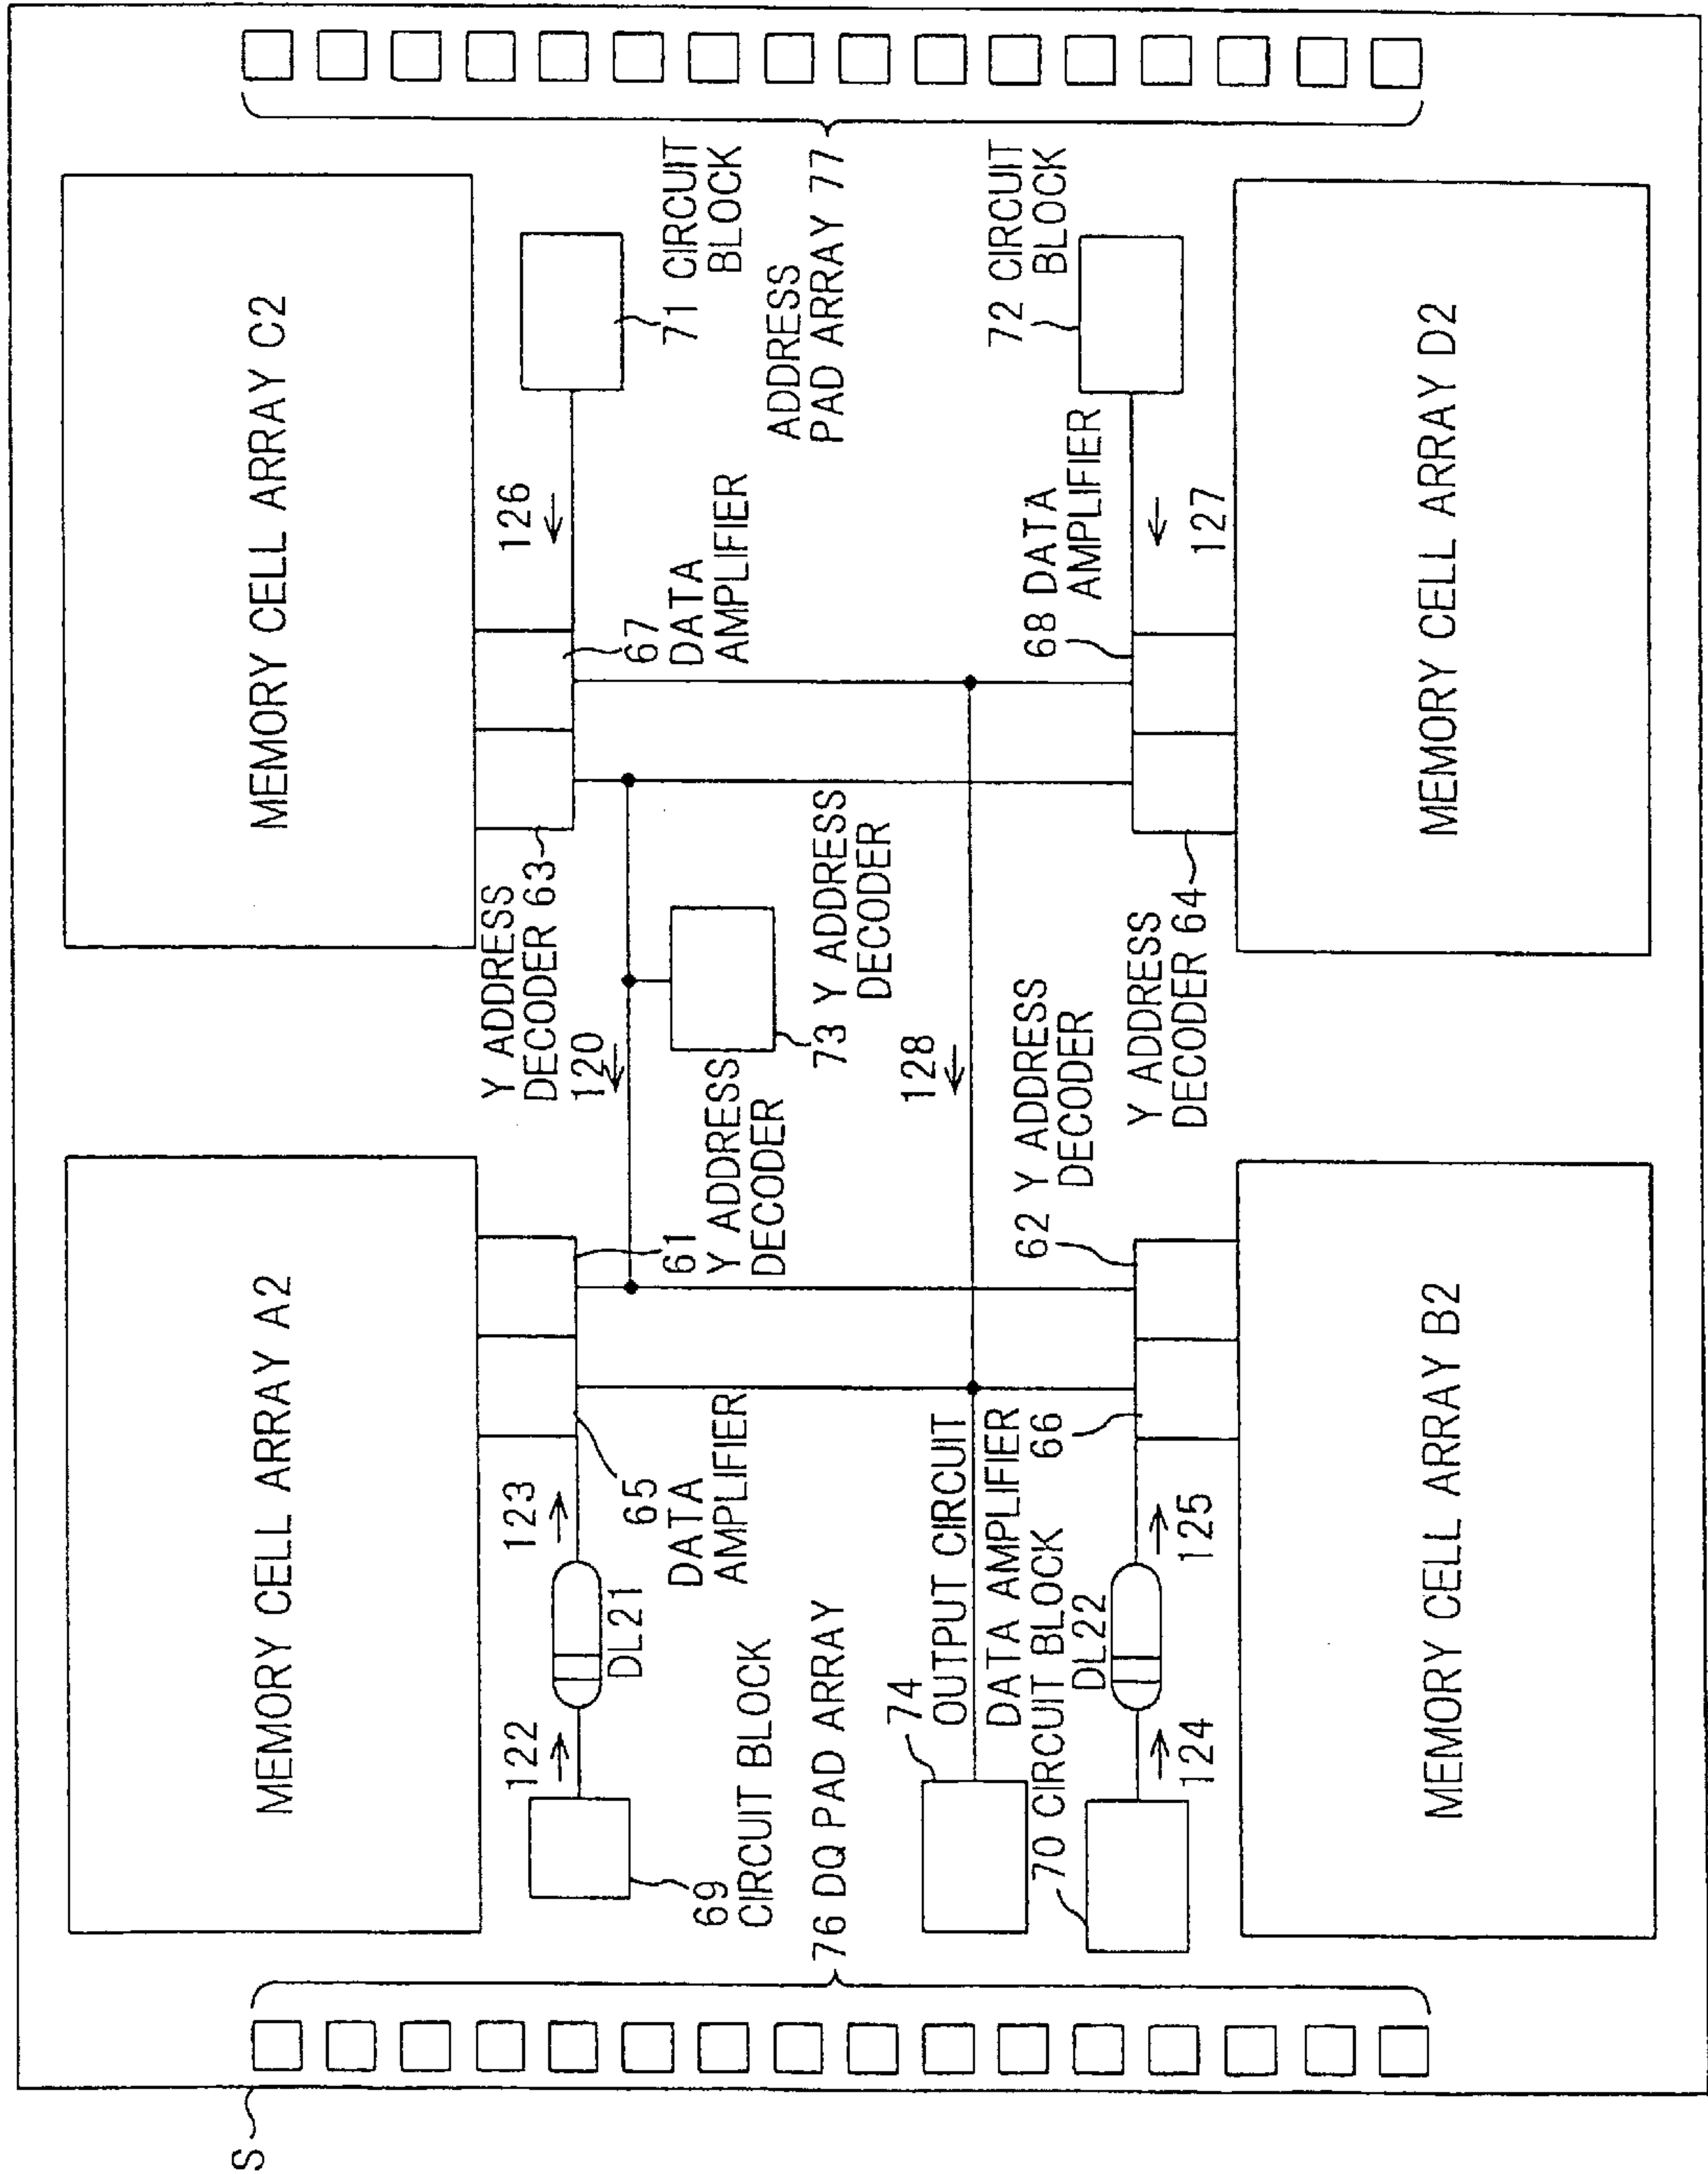 S
MEMORY CELL ARRAY A2
MEMORY CELL ARRAY C2
122
123
DL21
65
DATA
AMPLIFIER
61
Y ADDRESS
DECODER
69
CIRCUIT BLOCK
Y ADDRESS
DECODER 63
120
126
67
DATA
AMPLIFIER
71 CIRCUIT
BLOCK
73 Y ADDRESS
DECODER
76 DQ PAD ARRAY
ADDRESS
PAD ARRAY 77
74
OUTPUT CIRCUIT
128
DATA AMPLIFIER
66
70 CIRCUIT BLOCK
DL22
124
125
62 Y ADDRESS
DECODER
Y ADDRESS
DECODER 64
68 DATA
AMPLIFIER
127
72 CIRCUIT
BLOCK
MEMORY CELL ARRAY B2
MEMORY CELL ARRAY D2